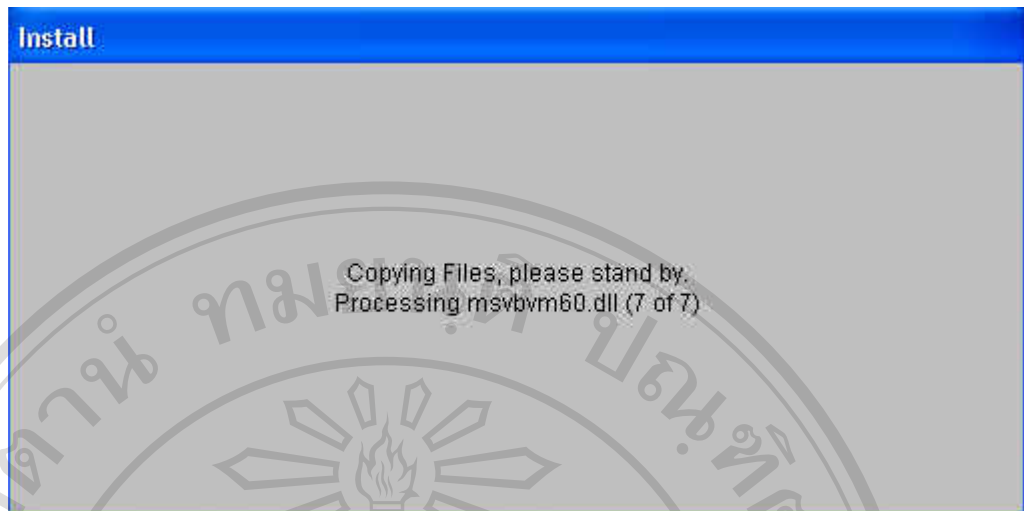 Install
Copying Files, please stand by.
Processing msvbvm60.dll (7 of 7)